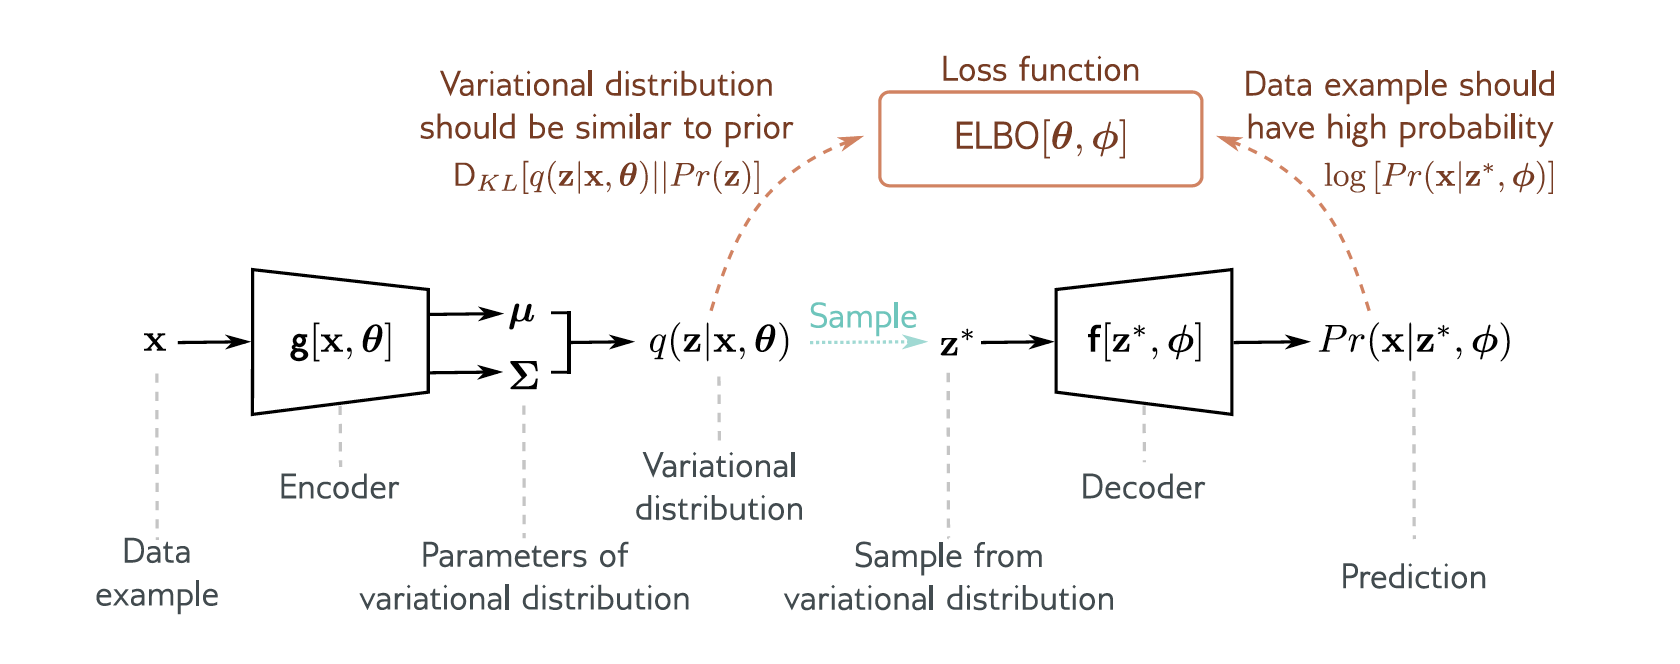 Loss function
Variational distribution
should be similar to prior
D_{KL}[q(𝐳|𝐱, 𝜽)||Pr(𝐳)]
ELBO[𝜽, 𝝓]
Data example should
have high probability
log [Pr(𝐱|𝐳*, 𝝓)]
𝐱
𝐠[𝐱, 𝜽]
𝝁
𝚺
q(𝐳|𝐱, 𝜽)
Sample
𝐳*
𝐟[𝐳*, 𝝓]
Pr(𝐱|𝐳*, 𝝓)
Data
example
Encoder
Parameters of
variational distribution
Variational
distribution
Sample from
variational distribution
Decoder
Prediction